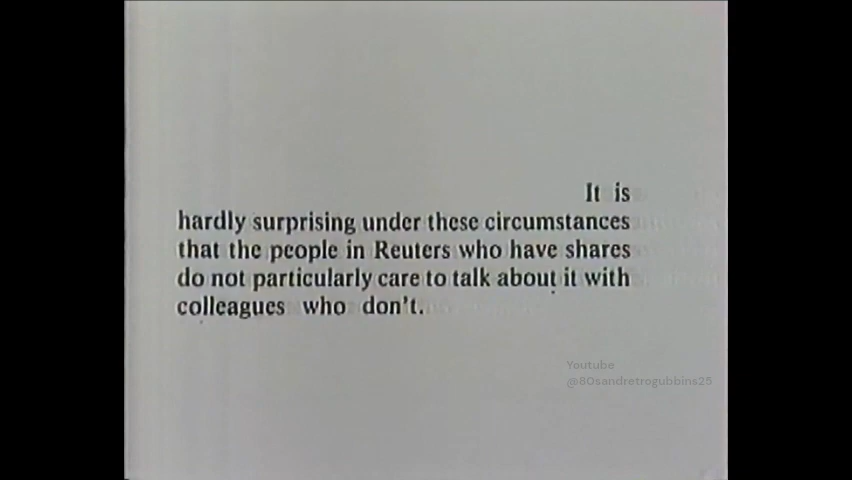 It is
hardly surprising under these circumstances
that the people in Reuters who have shares
do not particularly care to talk about it with
colleagues who don't.
Youtube
@80sandretrogubbins25